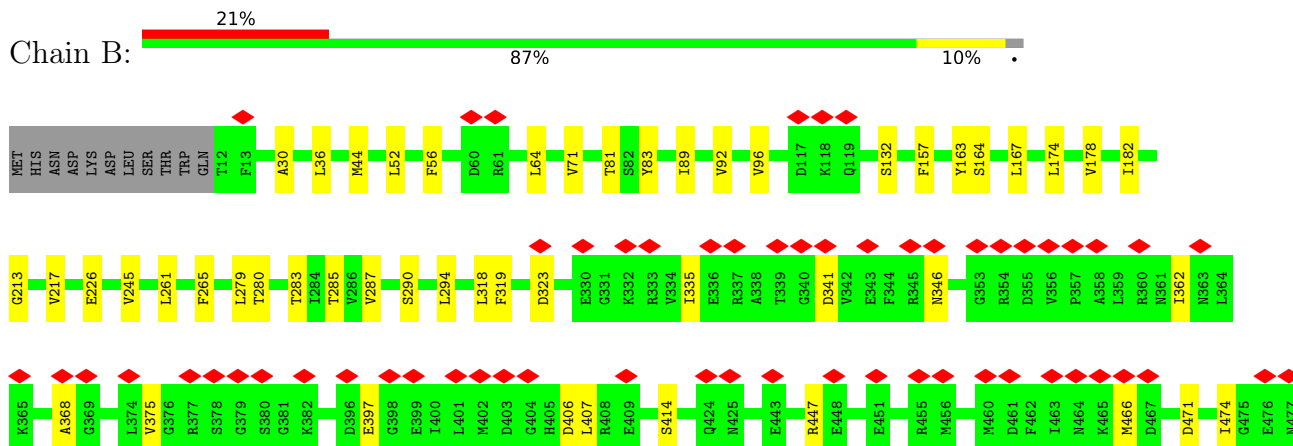 21%
Chain B:
87% 10% •
MET HIS ASN ASP LYS ASP LEU SER THR TRP GLN T12 F13 A30 L36 M44 L52 F56 D60 R61 L64 V71 T81 S82 Y83 I89 V92 V96 D117 K118 Q119 S132 F157 Y163 S164 L167 L174 V178 I182
G213 V217 E226 V245 L261 F265 L279 T280 T283 I284 T285 V286 V287 S290 L294 L318 F319 D323 E330 G331 K332 R333 V334 I335 E336 R337 A338 T339 G340 D341 V342 E343 F344 R345 N346 G353 R354 D355 V356 P357 A358 L359 R360 N361 I362 N363 L364
K365 A368 G369 L374 V375 G376 R377 S378 G379 S380 G381 K382 D396 E397 G398 E399 I400 L401 M402 D403 G404 H405 D406 L407 R408 E409 S414 Q424 N425 E443 R447 E448 E451 R455 M456 M460 D461 F462 I463 N464 K465 M466 D467 D471 I474 G475 E476 N477